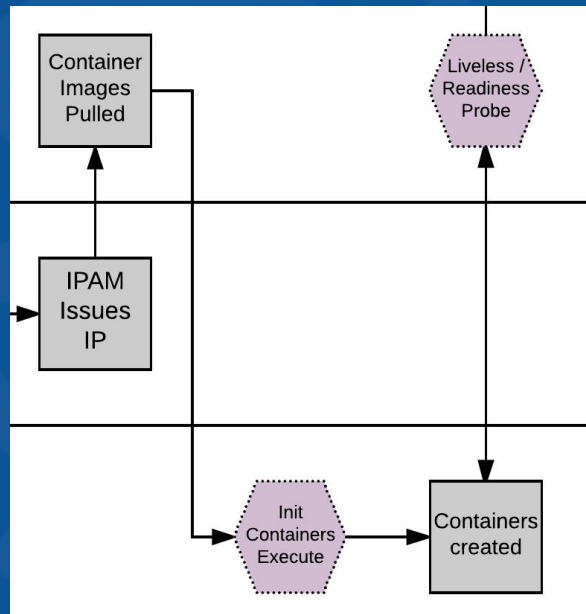 Container
Images
Pulled
Liveless /
Readiness
Probe
IPAM
Issues
IP
Init
Containers
Execute
Containers
created